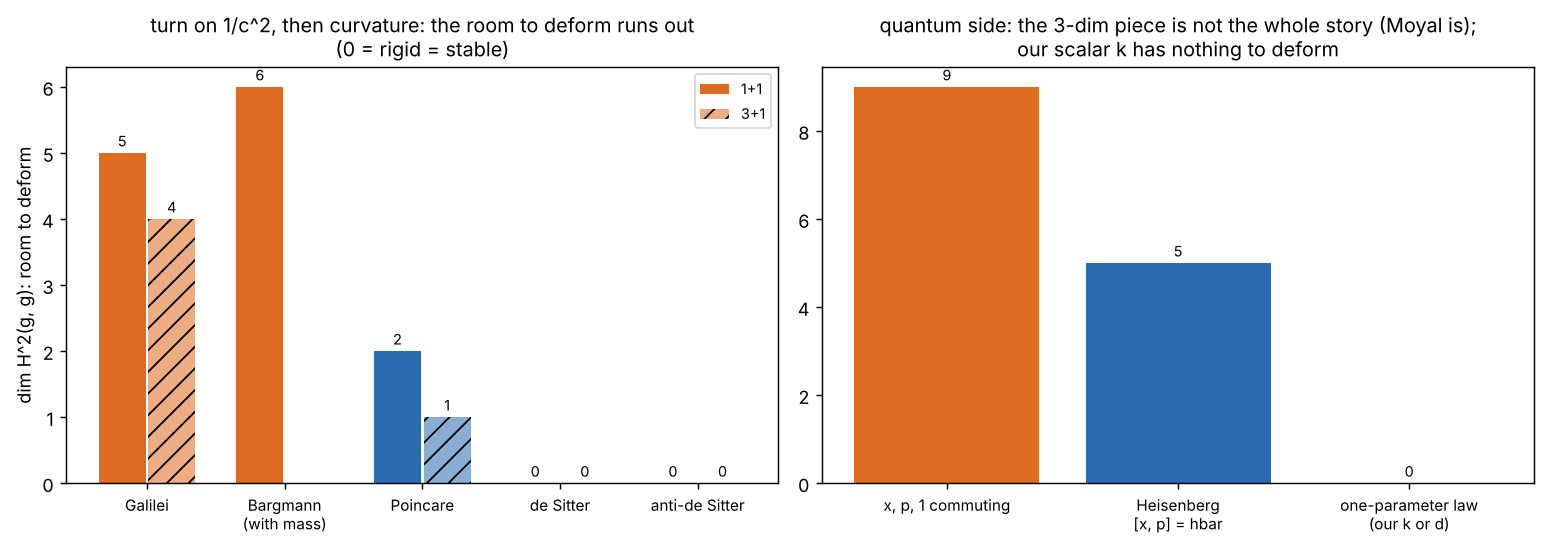 turn on 1/c^2, then curvature: the room to deform runs out
(0 = rigid = stable)
dim H^2(g, g): room to deform
6
5
4
3
2
1
0
5
4
6
2
1
0
0
0
0
1+1
3+1
Galilei
Bargmann
(with mass)
Poincare
de Sitter
anti-de Sitter
quantum side: the 3-dim piece is not the whole story (Moyal is);
our scalar k has nothing to deform
8
6
4
2
0
9
5
0
x, p, 1 commuting
Heisenberg
[x, p] = hbar
one-parameter law
(our k or d)